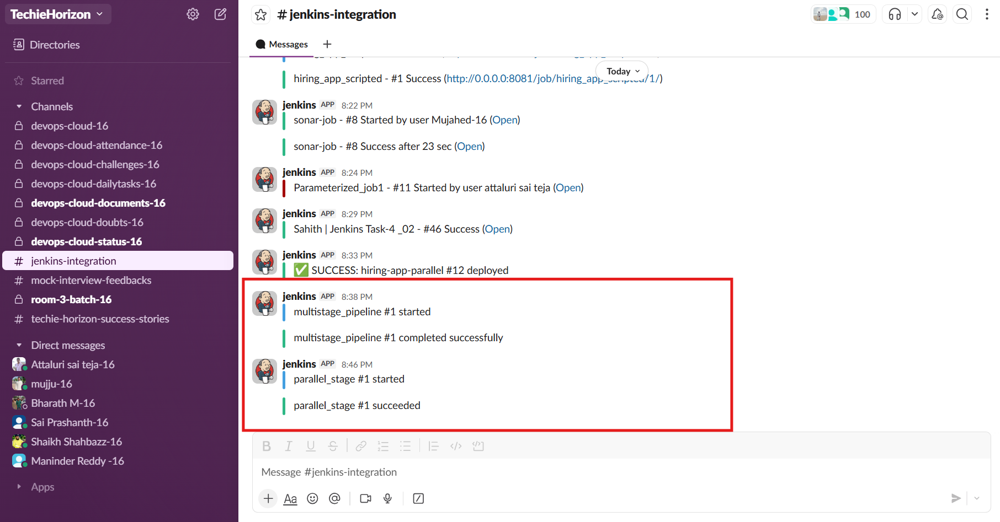 TechieHorizon
Directories
Starred
Channels
devops-cloud-16
devops-cloud-attendance-16
devops-cloud-challenges-16
devops-cloud-dailytasks-16
devops-cloud-documents-16
devops-cloud-doubts-16
devops-cloud-status-16
# jenkins-integration
# mock-interview-feedbacks
room-3-batch-16
# techie-horizon-success-stories
Direct messages
Attaluri sai teja-16
mujju-16
Bharath M-16
Sai Prashanth-16
Shaikh Shahbazz-16
Maninder Reddy -16
Apps
# jenkins-integration
100
Messages
Today
hiring_app_scripted - #1 Success (http://0.0.0.0:8081/job/hiring_app_scripted/1/)
jenkins APP 8:22 PM
sonar-job - #8 Started by user Mujahed-16 (Open)
sonar-job - #8 Success after 23 sec (Open)
jenkins APP 8:24 PM
Parameterized_job1 - #11 Started by user attaluri sai teja (Open)
jenkins APP 8:29 PM
Sahith | Jenkins Task-4 _02 - #46 Success (Open)
jenkins APP 8:33 PM
✅ SUCCESS: hiring-app-parallel #12 deployed
jenkins APP 8:38 PM
multistage_pipeline #1 started
multistage_pipeline #1 completed successfully
jenkins APP 8:46 PM
parallel_stage #1 started
parallel_stage #1 succeeded
B I U S
Message #jenkins-integration
Aa